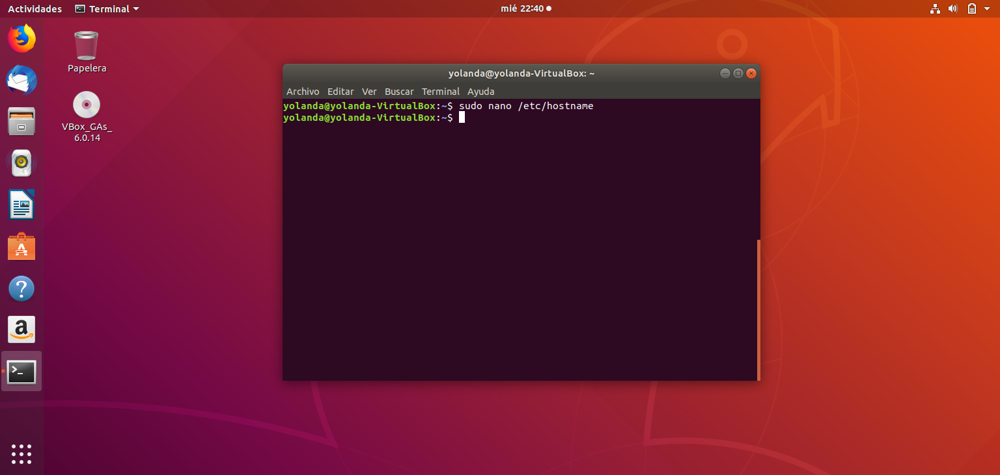 Actividades
Terminal
mié 22:40
Papelera
VBox_GAs_
6.0.14
yolanda@yolanda-VirtualBox: ~
Archivo Editar Ver Buscar Terminal Ayuda
yolanda@yolanda-VirtualBox:~$ sudo nano /etc/hostname
yolanda@yolanda-VirtualBox:~$